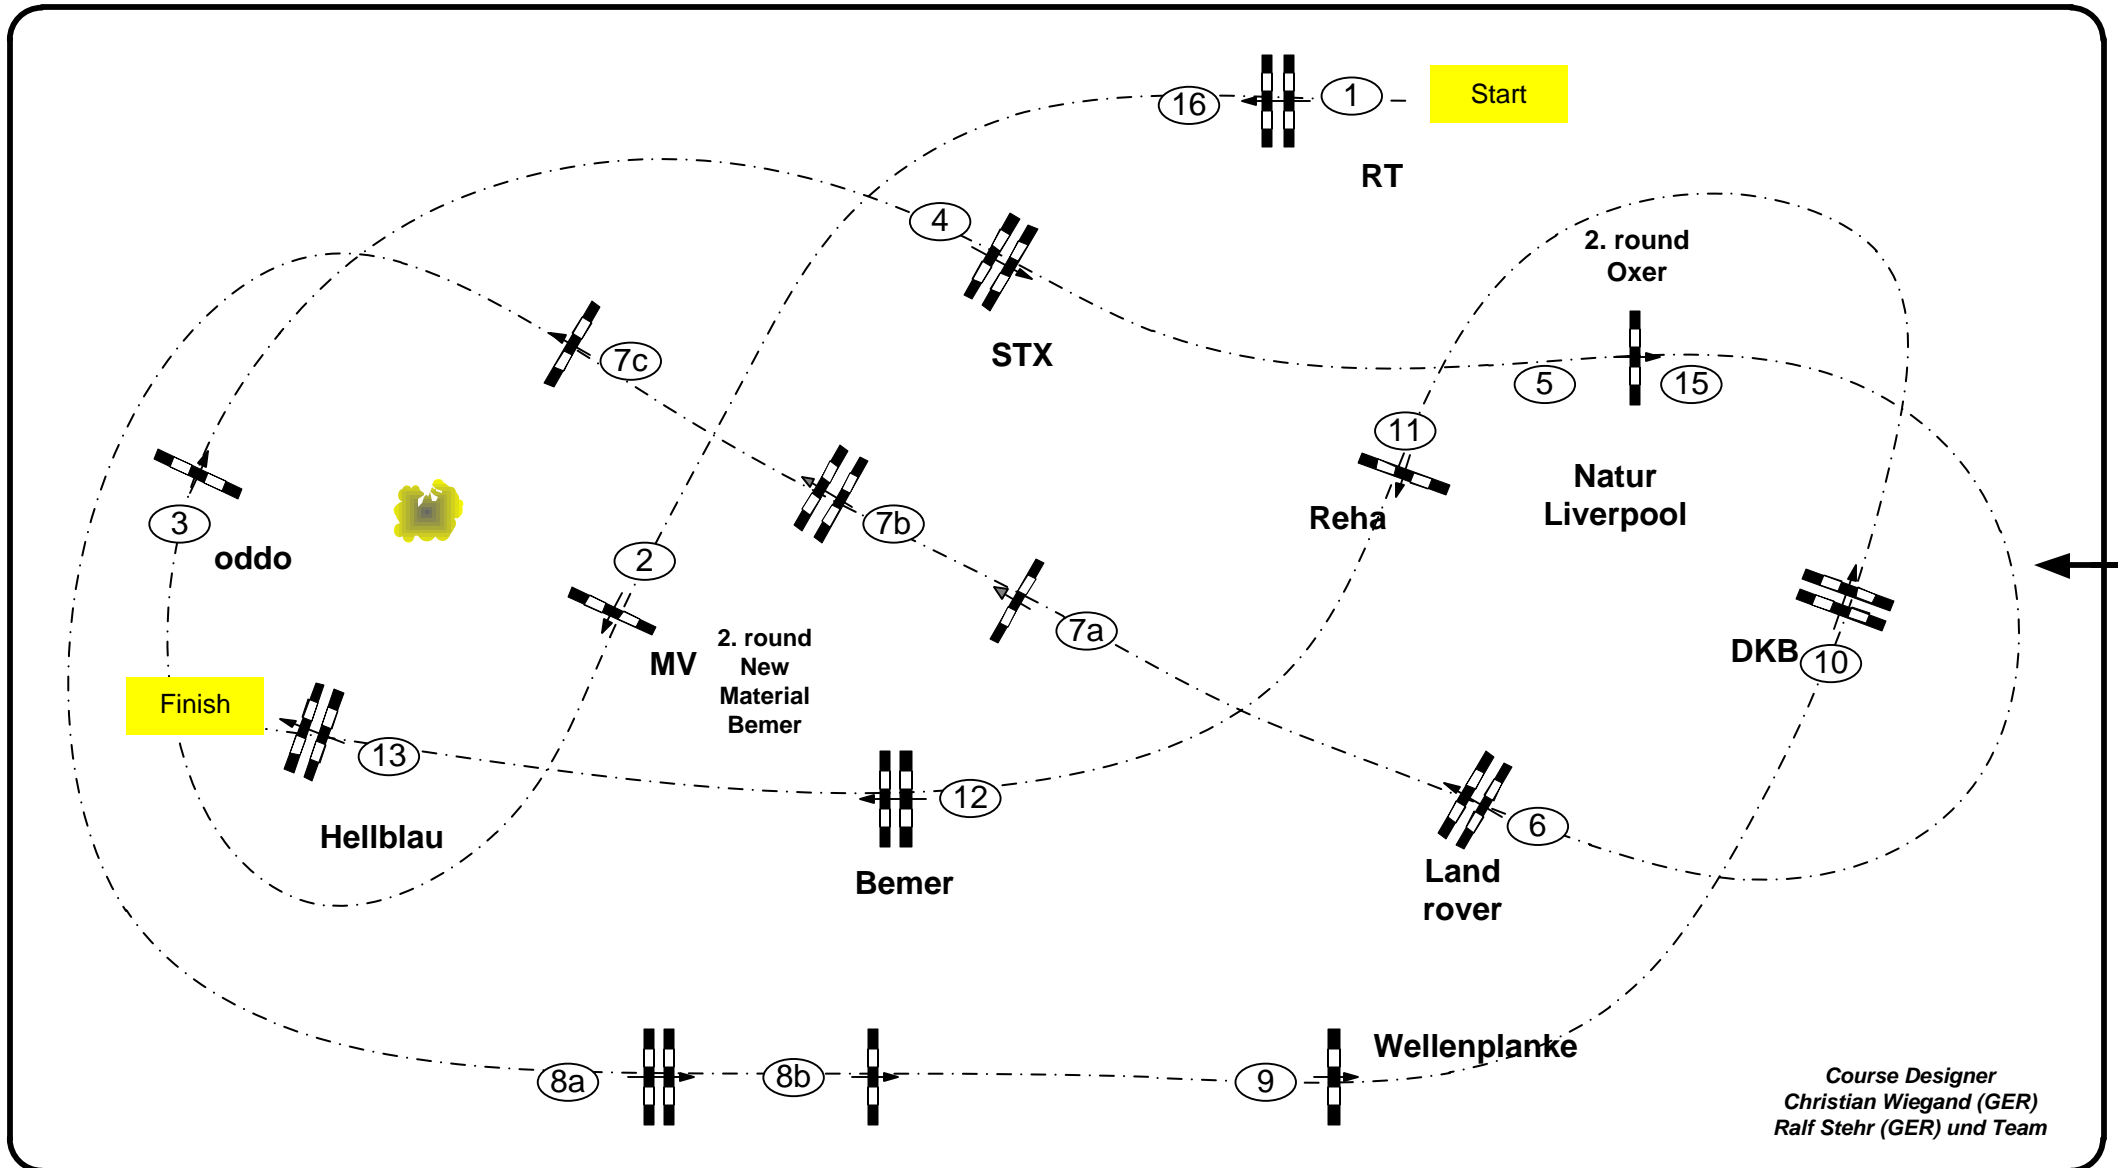 16
1
Start
RT
4
2. round
Oxer
STX
7c
5
15
11
3
oddo
Natur
Liverpool
Reha
7b
2
7a
MV
2. round
New
Material
Bemer
DKB
10
Finish
13
12
6
Hellblau
Bemer
Land
rover
8a
8b
9
Wellenplanke
Course Designer
Christian Wiegand (GER)
Ralf Stehr (GER) und Team